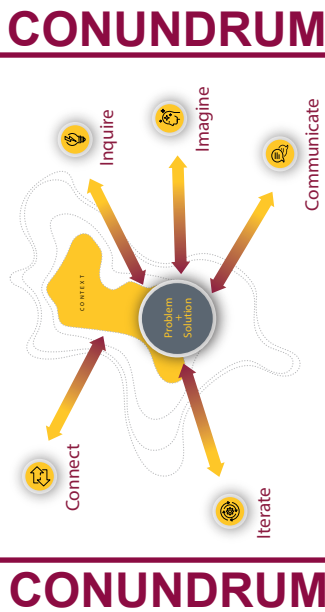 CONUNDRUM
Inquire
Imagine
Communicate
CONTEXT
Problem
+
Solution
Connect
Iterate
CONUNDRUM